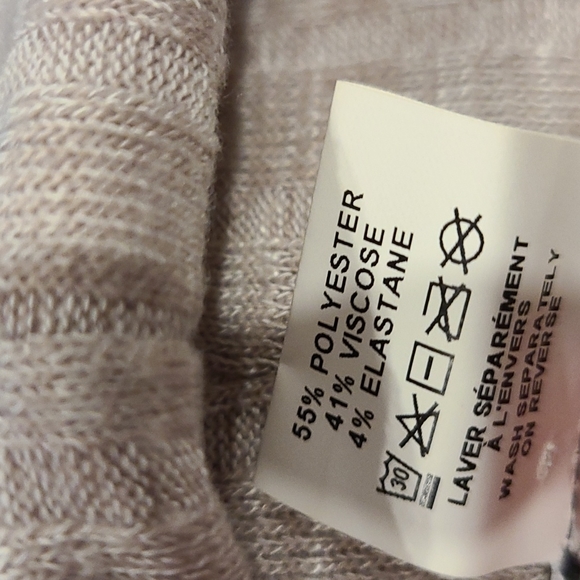 55% POLYESTER
41% VISCOSE
4% ELASTANE
30
LAVER SÉPARÉMENT
À L'ENVERS
WASH SEPARATELY
ON REVERSE